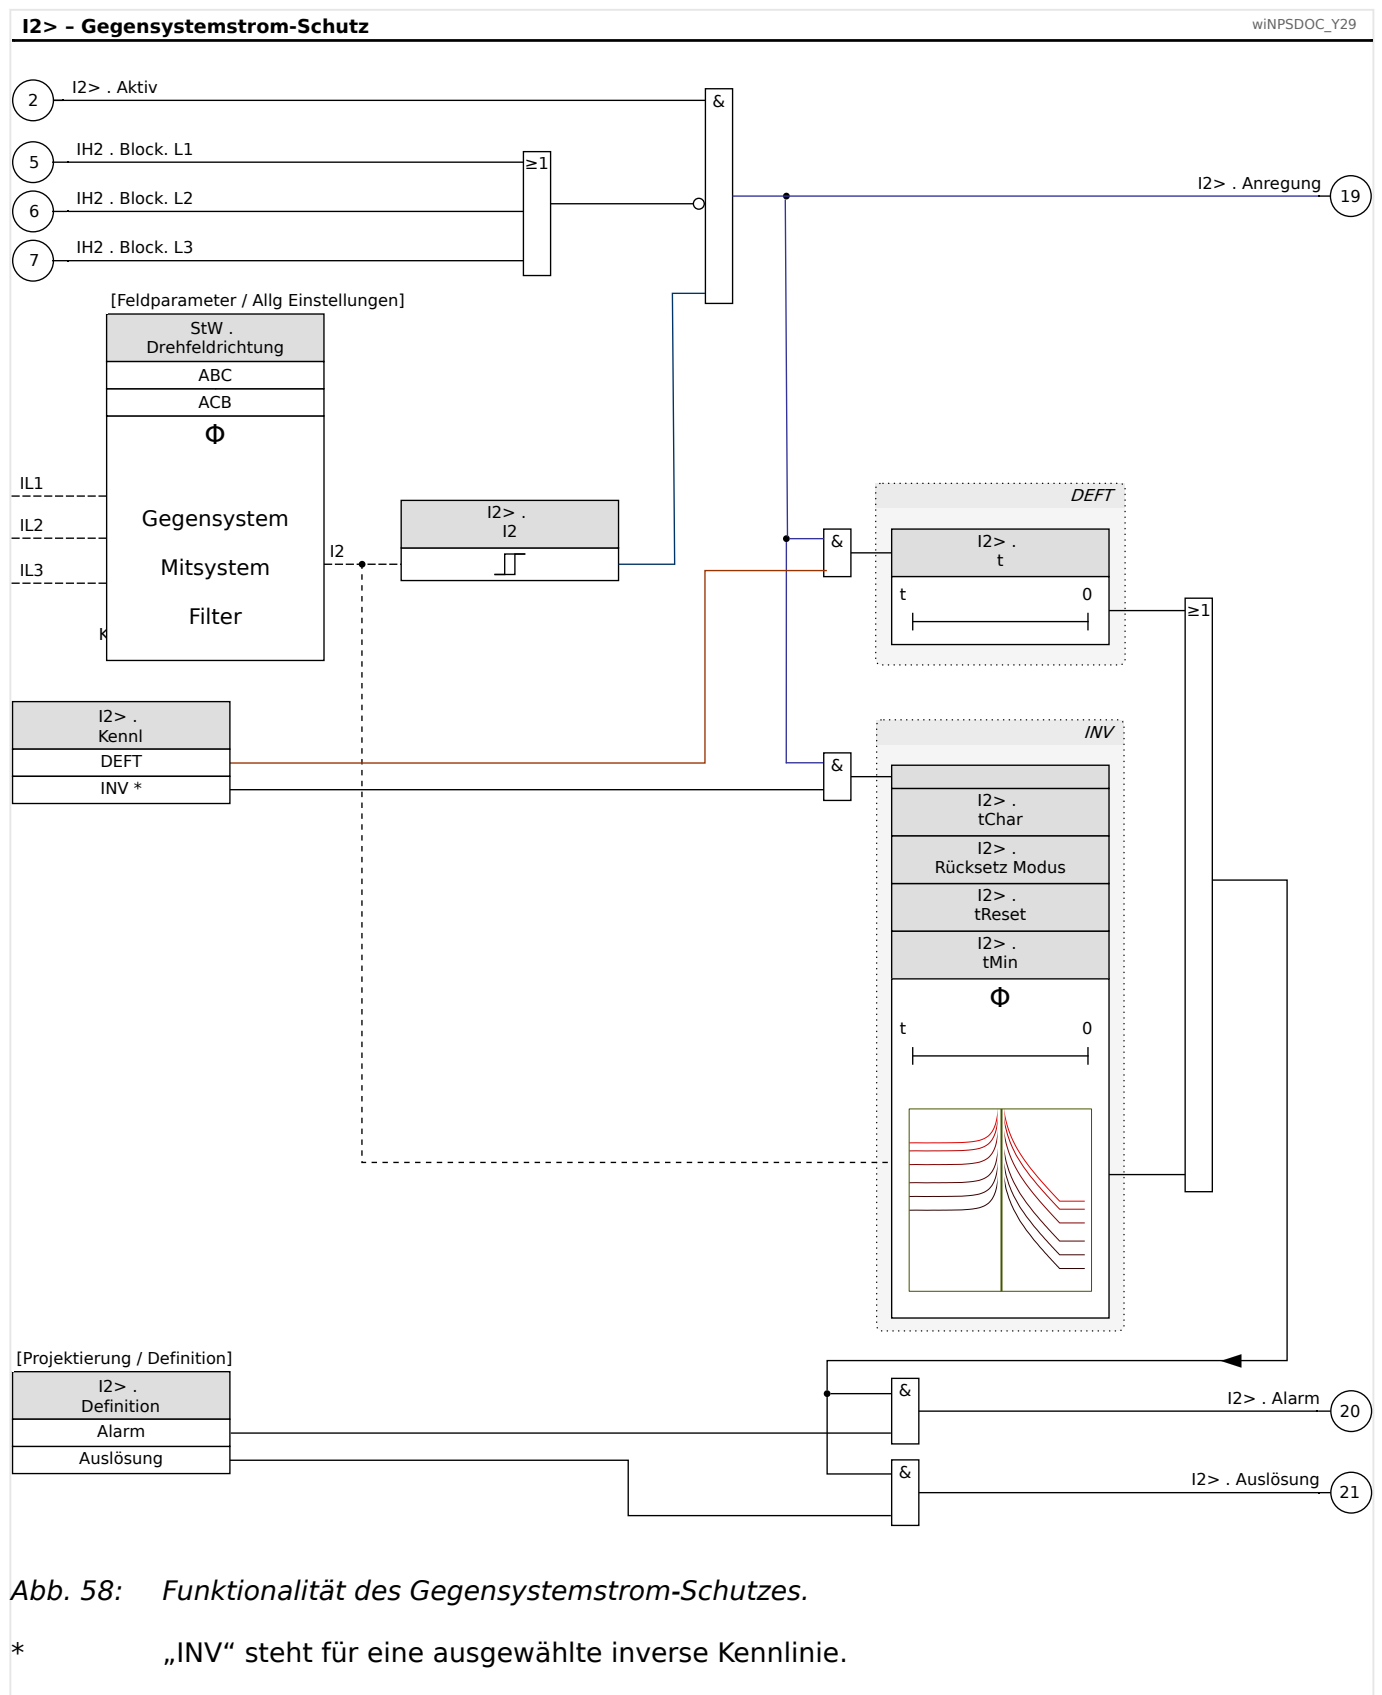 I2> – Gegensystemstrom-Schutz
wiNPSDOC_Y29
2
I2> . Aktiv
&
5
IH2 . Block. L1
≥1
6
IH2 . Block. L2
I2> . Anregung
19
7
IH2 . Block. L3
[Feldparameter / Allg Einstellungen]
StW .
Drehfeldrichtung
ABC
ACB
Φ
IL1
IL2
IL3
Gegensystem
Mitsystem
Filter
K
I2
I2> .
I2
&
DEFT
I2> .
t
t 0
≥1
I2> .
Kennl
DEFT
INV *
&
INV
I2> .
tChar
I2> .
Rücksetz Modus
I2> .
tReset
I2> .
tMin
Φ
t 0
[Projektierung / Definition]
I2> .
Definition
Alarm
Auslösung
&
I2> . Alarm
20
&
I2> . Auslösung
21
Abb. 58: Funktionalität des Gegensystemstrom-Schutzes.
* „INV“ steht für eine ausgewählte inverse Kennlinie.